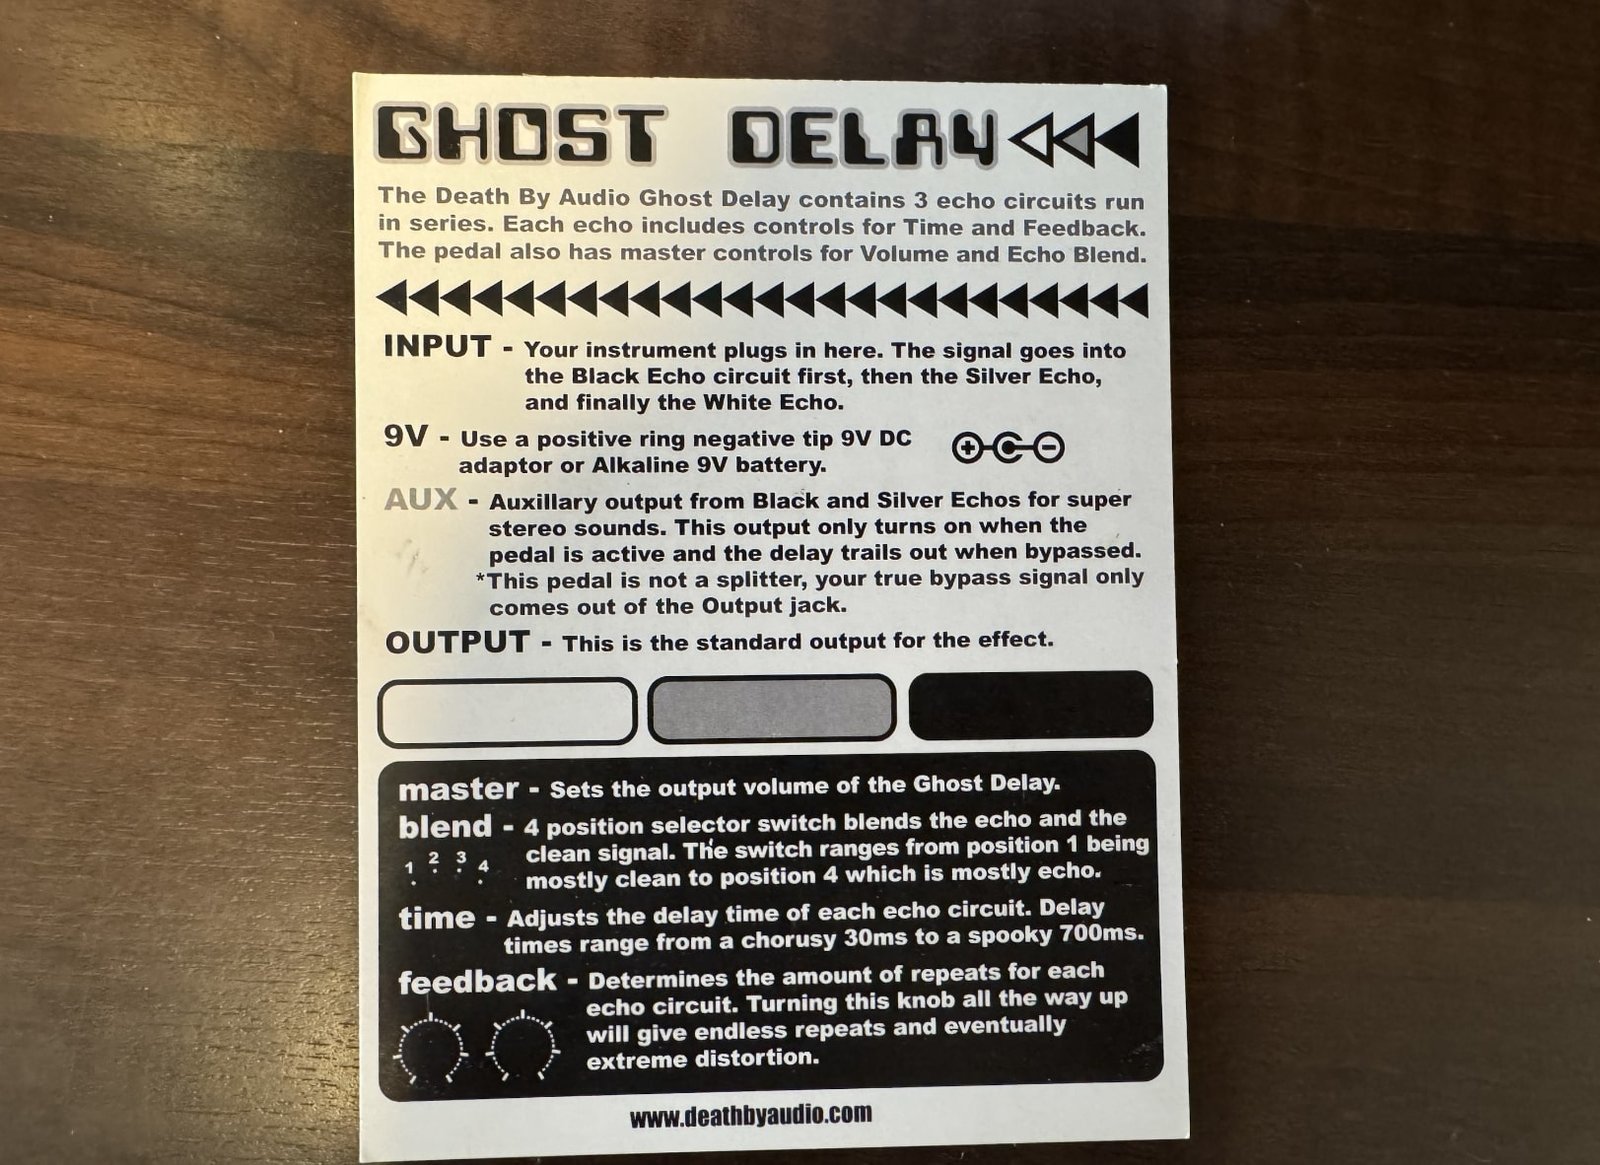 GHOST DELAY
The Death By Audio Ghost Delay contains 3 echo circuits run
in series. Each echo includes controls for Time and Feedback.
The pedal also has master controls for Volume and Echo Blend.
INPUT - Your instrument plugs in here. The signal goes into
the Black Echo circuit first, then the Silver Echo,
and finally the White Echo.
9V - Use a positive ring negative tip 9V DC
adaptor or Alkaline 9V battery.
AUX - Auxillary output from Black and Silver Echos for super
stereo sounds. This output only turns on when the
pedal is active and the delay trails out when bypassed.
*This pedal is not a splitter, your true bypass signal only
comes out of the Output jack.
OUTPUT - This is the standard output for the effect.
master - Sets the output volume of the Ghost Delay.
blend - 4 position selector switch blends the echo and the
clean signal. The switch ranges from position 1 being
mostly clean to position 4 which is mostly echo.
1 2 3 4
time - Adjusts the delay time of each echo circuit. Delay
times range from a chorusy 30ms to a spooky 700ms.
feedback - Determines the amount of repeats for each
echo circuit. Turning this knob all the way up
will give endless repeats and eventually
extreme distortion.
www.deathbyaudio.com